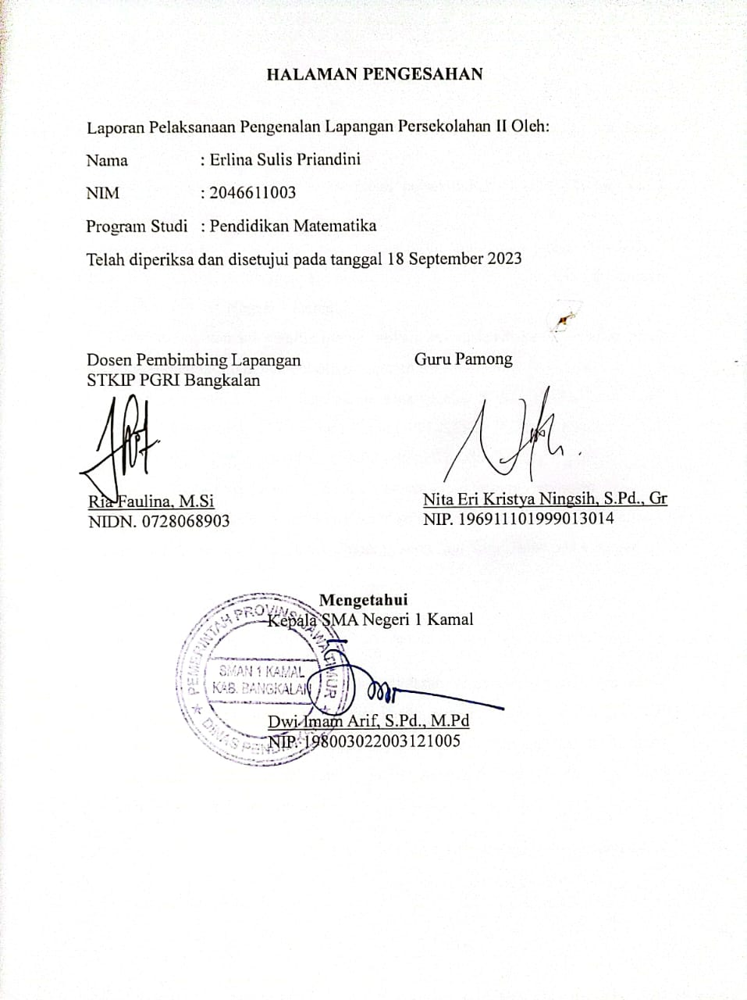 HALAMAN PENGESAHAN
Laporan Pelaksanaan Pengenalan Lapangan Persekolahan II Oleh:
Nama : Erlina Sulis Priandini
NIM : 2046611003
Program Studi : Pendidikan Matematika
Telah diperiksa dan disetujui pada tanggal 18 September 2023
Dosen Pembimbing Lapangan
STKIP PGRI Bangkalan
Ria Faulina, M.Si
NIDN. 0728068903
Guru Pamong
Nita Eri Kristya Ningsih, S.Pd., Gr
NIP. 196911101999013014
Mengetahui
Kepala SMA Negeri 1 Kamal
PEMERINTAH PROVINSI JAWA TIMUR
SMAN 1 KAMAL
KAB. BANGKALAN
DINAS
Dwi Imam Arif, S.Pd., M.Pd
NIP. 198003022003121005